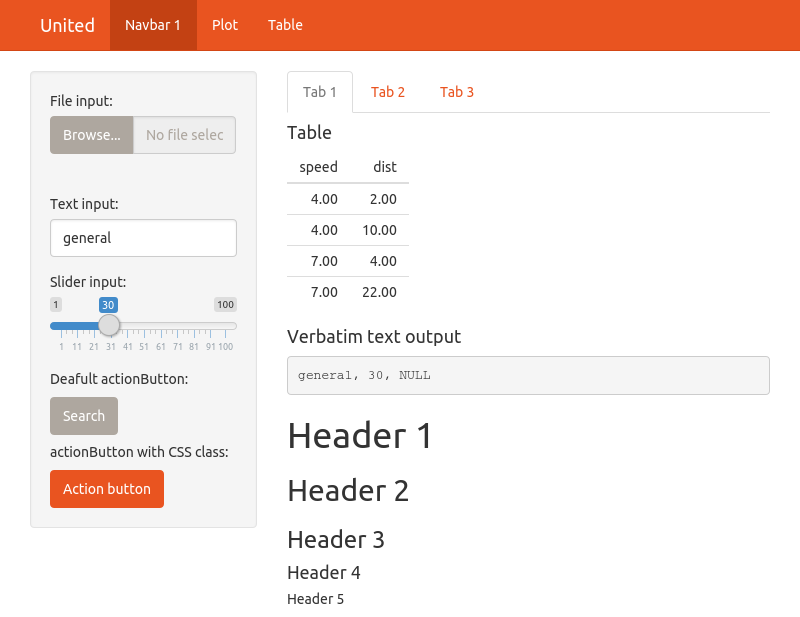 United Navbar 1 Plot Table
File input:
Browse... No file selec
Text input:
general
Slider input:
1 30 100
1 11 21 31 41 51 61 71 81 91 100
Deafult actionButton:
Search
actionButton with CSS class:
Action button
Tab 1 Tab 2 Tab 3
Table
speed dist
4.00 2.00
4.00 10.00
7.00 4.00
7.00 22.00
Verbatim text output
general, 30, NULL
Header 1
Header 2
Header 3
Header 4
Header 5